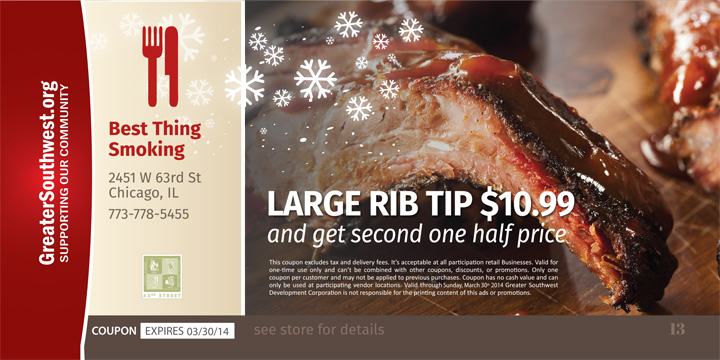 GreaterSouthwest.org
SUPPORTING OUR COMMUNITY
Best Thing
Smoking
2451 W 63rd St
Chicago, IL
773-778-5455
63RD STREET
LARGE RIB TIP $10.99
and get second one half price
This coupon excludes tax and delivery fees. It's acceptable at all participation retail Businesses. Valid for
one-time use only and can't be combined with other coupons, discounts, or promotions. Only one
coupon per customer and may not be applied to previous purchases. Coupon has no cash value and can
only be used at participating vendor locations. Valid through Sunday, March 30th 2014 Greater Southwest
Development Corporation is not responsible for the printing content of this ads or promotions.
COUPON EXPIRES 03/30/14 see store for details
13